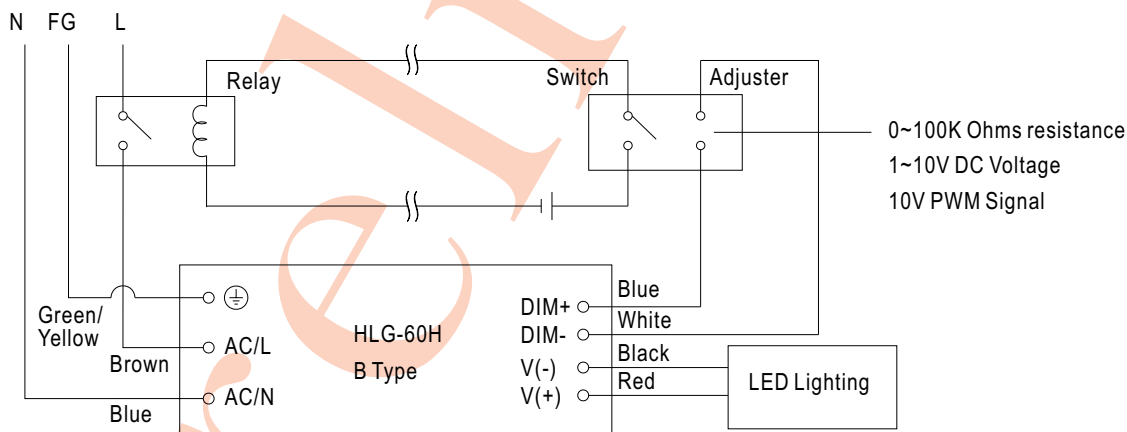 N FG L
Relay
Switch
Adjuster
0~100K Ohms resistance
1~10V DC Voltage
10V PWM Signal
Green/
Yellow
Brown
Blue
AC/L
AC/N
HLG-60H
B Type
DIM+
DIM-
V(-)
V(+)
Blue
White
Black
Red
LED Lighting